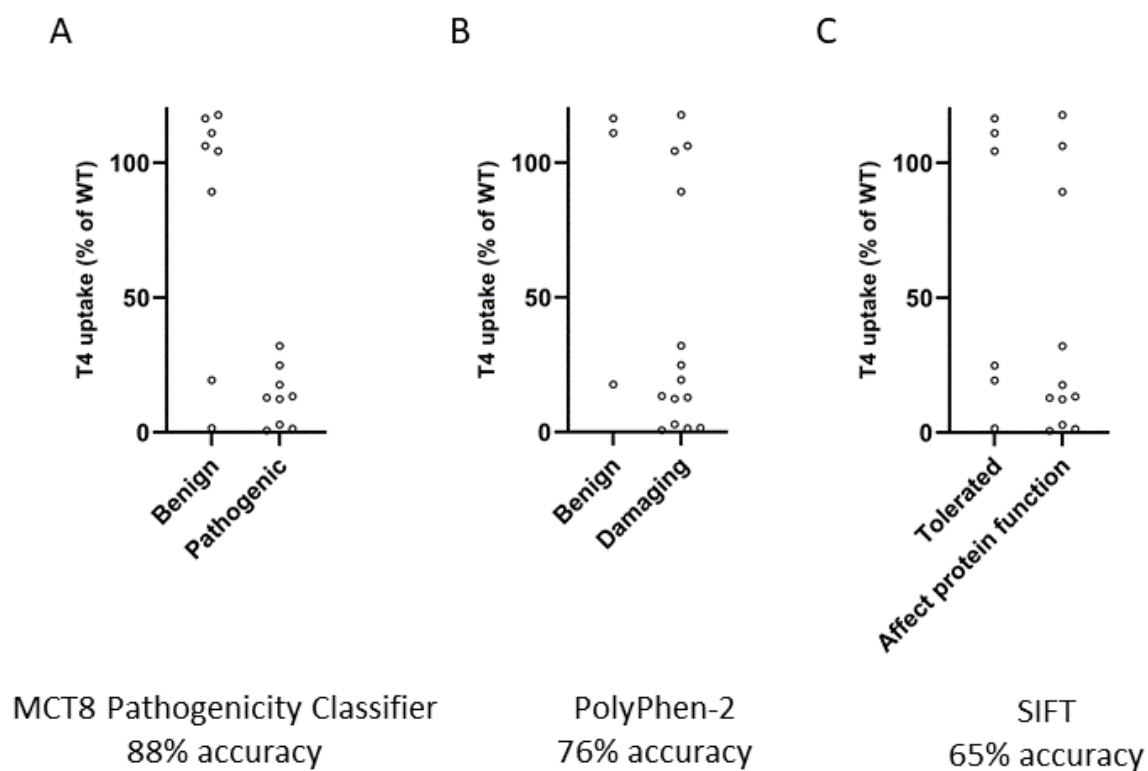 A
B
C
T4 uptake (% of WT)
100
50
0
Benign
Pathogenic
T4 uptake (% of WT)
100
50
0
Benign
Damaging
T4 uptake (% of WT)
100
50
0
Tolerated
Affect protein function
MCT8 Pathogenicity Classifier
88% accuracy
PolyPhen-2
76% accuracy
SIFT
65% accuracy